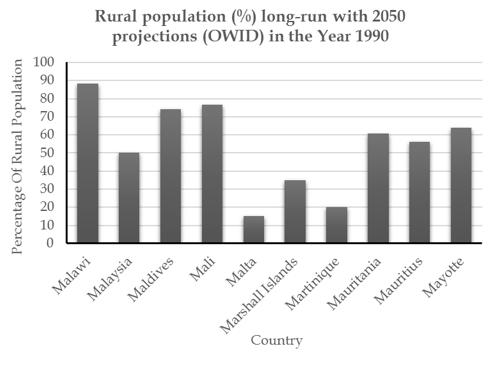 Rural population (%) long-run with 2050
projections (OWID) in the Year 1990
Percentage Of Rural Population
100
90
80
70
60
50
40
30
20
10
0
Malawi
Malaysia
Maldives
Mali
Malta
Marshall Islands
Martinique
Mauritania
Mauritius
Mayotte
Country